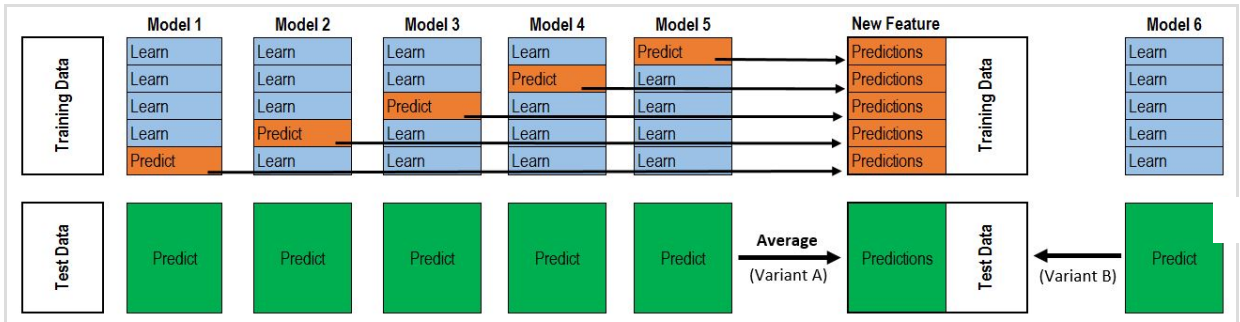 Model 1 Model 2 Model 3 Model 4 Model 5 New Feature Model 6
Training Data
Learn Learn Learn Learn Predict Predictions Learn
Learn Learn Learn Predict Learn Predictions Learn
Learn Learn Predict Learn Learn Predictions Learn
Learn Predict Learn Learn Learn Predictions Learn
Predict Learn Learn Learn Learn Predictions Learn
Training Data
Test Data
Predict Predict Predict Predict Predict
Average
(Variant A)
Predictions
Test Data
(Variant B)
Predict